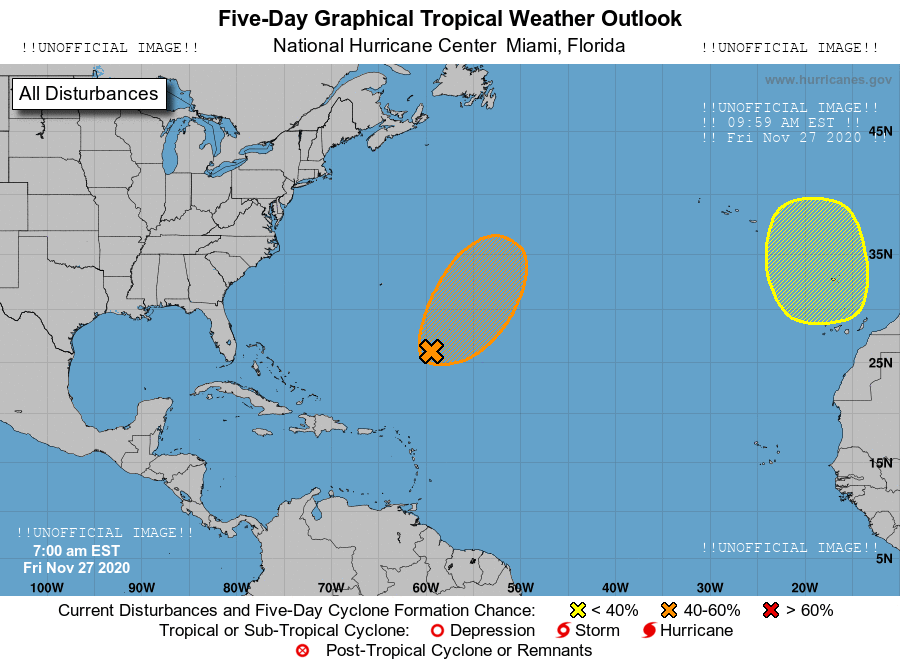 Five-Day Graphical Tropical Weather Outlook
!!UNOFFICIAL IMAGE!! National Hurricane Center Miami, Florida !!UNOFFICIAL IMAGE!!
www.hurricanes.gov
All Disturbances
!!UNOFFICIAL IMAGE!!
!! 09:59 AM EST !!
45N
!! Fri Nov 27 2020 !!
35N
25N
15N
!!UNOFFICIAL IMAGE!!
7:00 am EST
!!UNOFFICIAL IMAGE!!
5N
Fri Nov 27 2020
100W 90W 80W 70W 60W 50W 40W 30W 20W
Current Disturbances and Five-Day Cyclone Formation Chance: < 40% 40-60% > 60%
Tropical or Sub-Tropical Cyclone: Depression Storm Hurricane
Post-Tropical Cyclone or Remnants